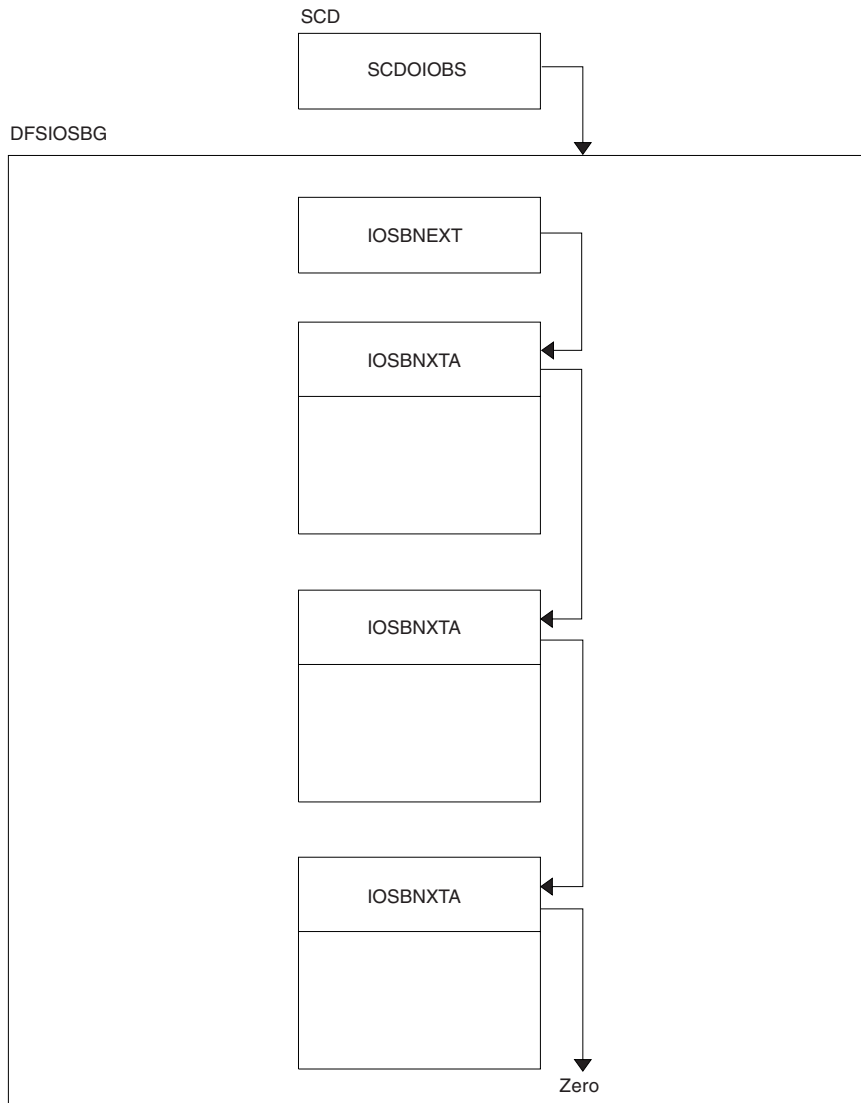 SCD
SCDOIOBS
DFSIOSBG
IOSBNEXT
IOSBNXTA
IOSBNXTA
IOSBNXTA
Zero